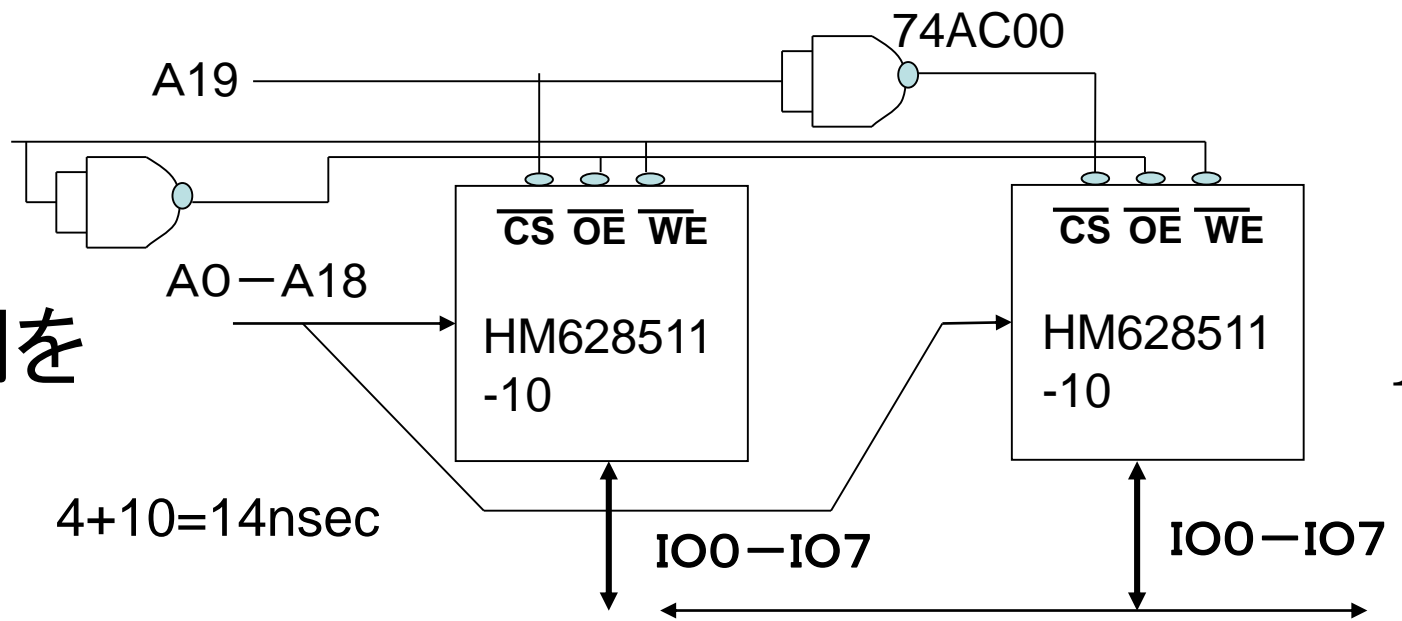 74AC00
A19
CS OE WE
CS OE WE
A0－A18
HM628511
-10
HM628511
-10
を
4+10=14nsec
IO0－IO7
IO0－IO7